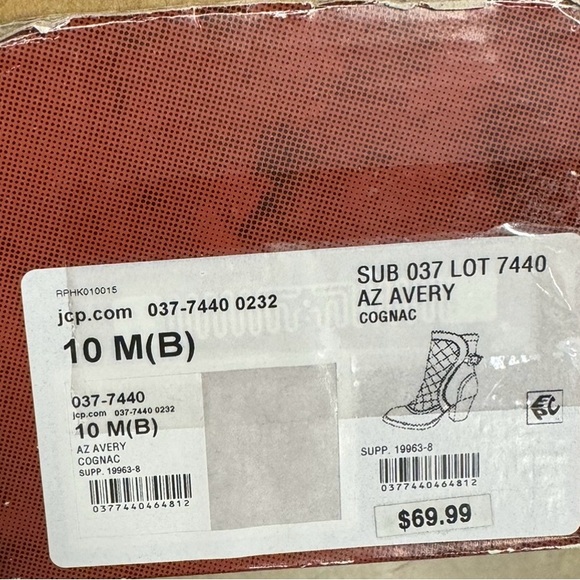 RPHK010015
jcp.com 037-7440 0232
10 M(B)
037-7440
jcp.com 037-7440 0232
10 M(B)
AZ AVERY
COGNAC
SUPP. 19963-8
0377440464812
SUB 037 LOT 7440
AZ AVERY
COGNAC
SUPP. 19963-8
0377440464812
$69.99